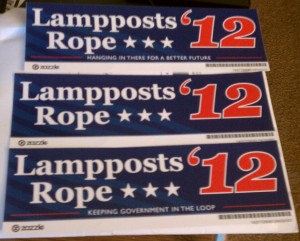 Lampposts '12
Rope ★★★
HANGING IN THERE FOR A BETTER FUTURE
zazzle
Lampposts '12
Rope ★★★
zazzle
Lampposts '12
Rope ★★★
KEEPING GOVERNMENT IN THE LOOP
zazzle